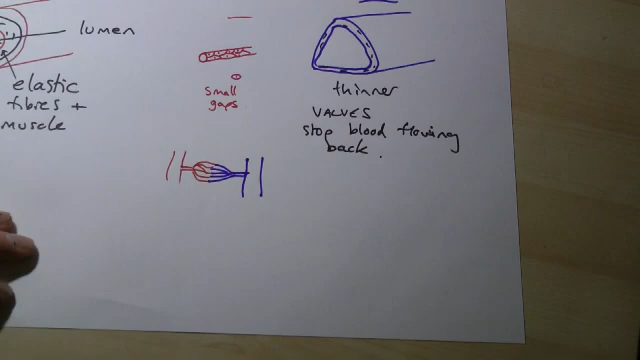 lumen
elastic
fibres +
muscle
small
gaps
thinner
VALVES
stop blood flowing
back.